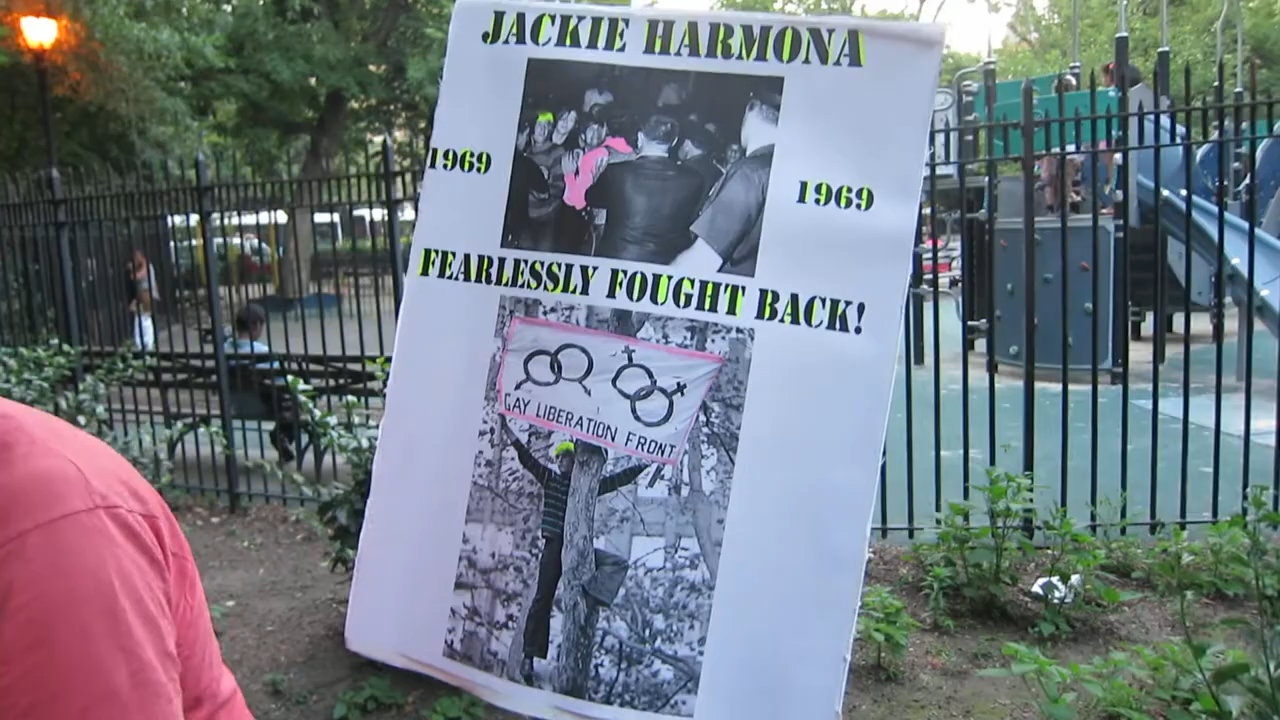 JACKIE HARMONA
1969
1969
FEARLESSLY FOUGHT BACK!
GAY LIBERATION FRONT